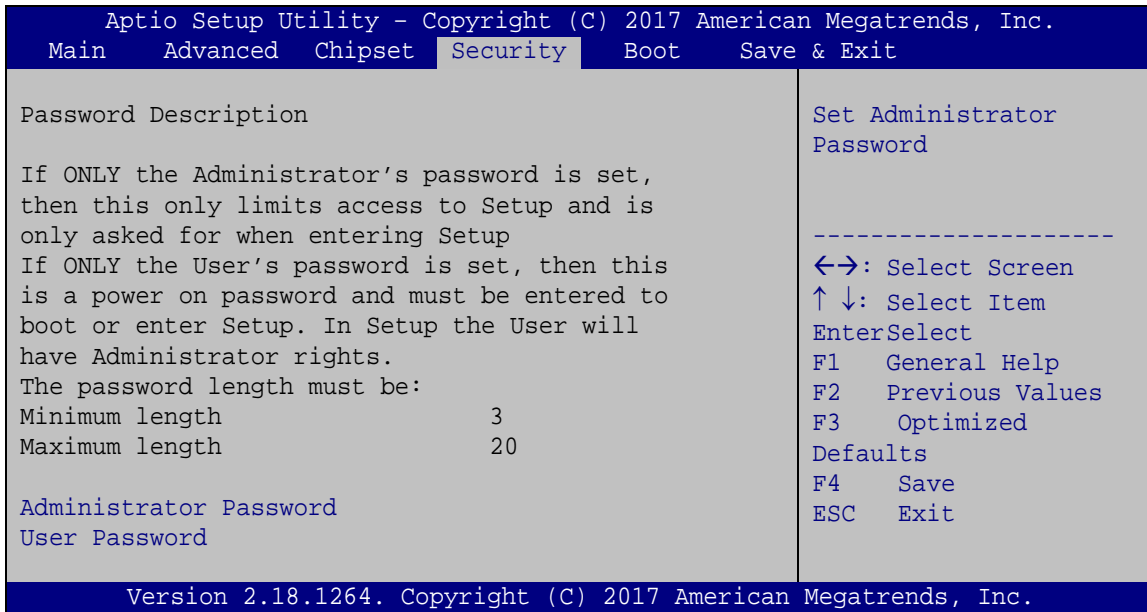 Aptio Setup Utility – Copyright (C) 2017 American Megatrends, Inc.
Main Advanced Chipset Security Boot Save & Exit
Password Description
If ONLY the Administrator's password is set,
then this only limits access to Setup and is
only asked for when entering Setup
If ONLY the User's password is set, then this
is a power on password and must be entered to
boot or enter Setup. In Setup the User will
have Administrator rights.
The password length must be:
Minimum length 3
Maximum length 20
Administrator Password
User Password
Set Administrator
Password
---------------------
←→: Select Screen
↑ ↓: Select Item
EnterSelect
F1 General Help
F2 Previous Values
F3 Optimized
Defaults
F4 Save
ESC Exit
Version 2.18.1264. Copyright (C) 2017 American Megatrends, Inc.